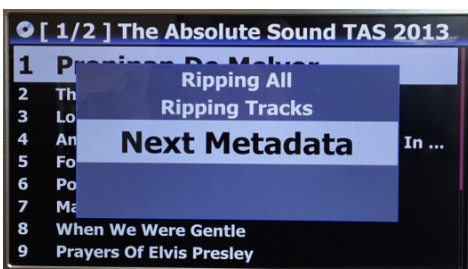 [ 1/2 ] The Absolute Sound TAS 2013
1
Ripping All
2 Th
Ripping Tracks
3 Lo
4 An
Next Metadata
In ...
5 Fo
6 Po
7 Ma
8 When We Were Gentle
9 Prayers Of Elvis Presley